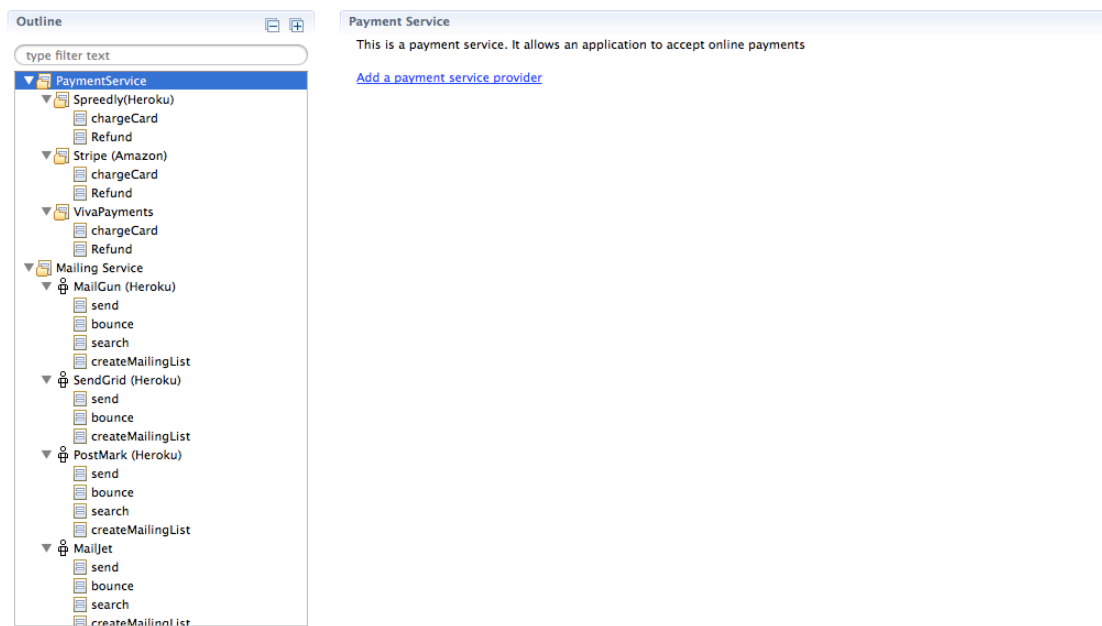 Outline
type filter text
PaymentService
Spreedly(Heroku)
chargeCard
Refund
Stripe (Amazon)
chargeCard
Refund
VivaPayments
chargeCard
Refund
Mailing Service
MailGun (Heroku)
send
bounce
search
createMailingList
SendGrid (Heroku)
send
bounce
createMailingList
PostMark (Heroku)
send
bounce
search
createMailingList
MailJet
send
bounce
search
createMailingList
Payment Service
This is a payment service. It allows an application to accept online payments
Add a payment service provider